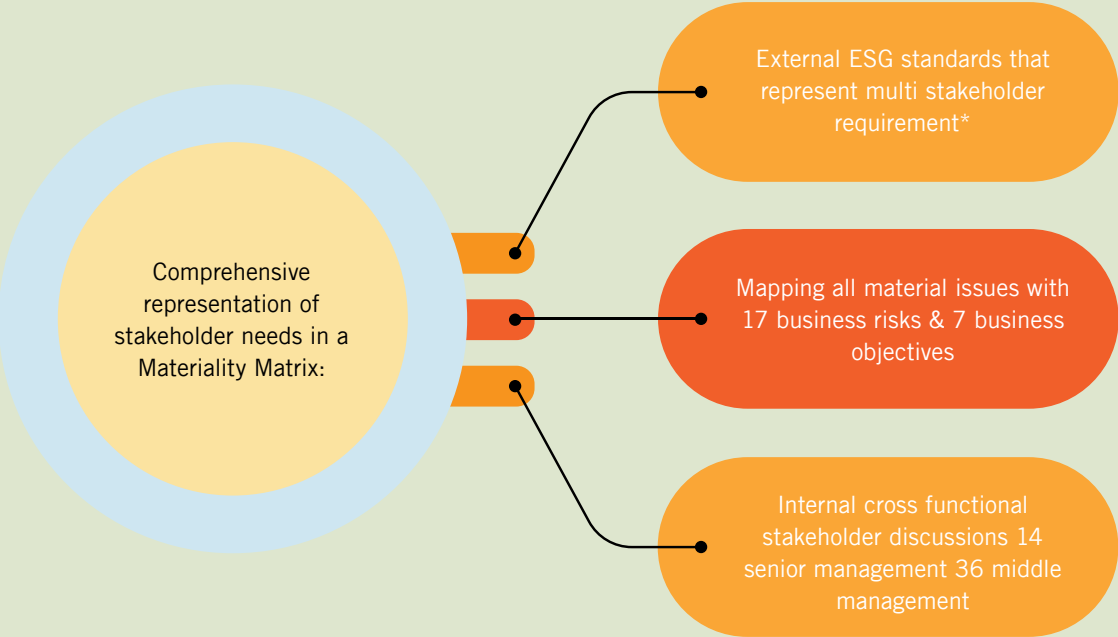 Comprehensive
representation of
stakeholder needs in a
Materiality Matrix:
External ESG standards that
represent multi stakeholder
requirement*
Mapping all material issues with
17 business risks & 7 business
objectives
Internal cross functional
stakeholder discussions 14
senior management 36 middle
management